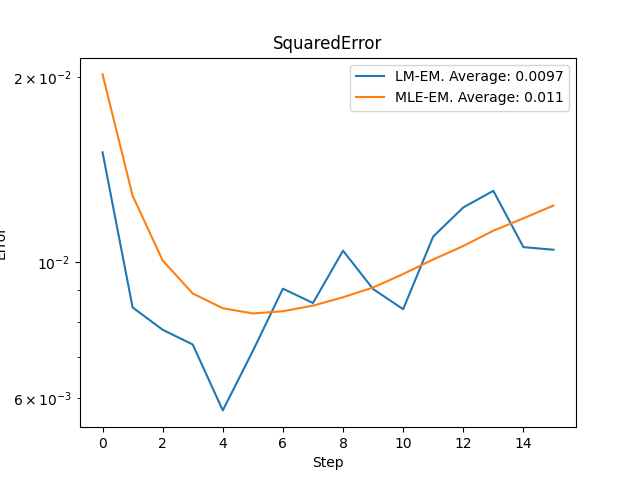 SquaredError
LM-EM. Average: 0.0097
MLE-EM. Average: 0.011
2 × 10⁻²
10⁻²
6 × 10⁻³
Error
0 2 4 6 8 10 12 14
Step